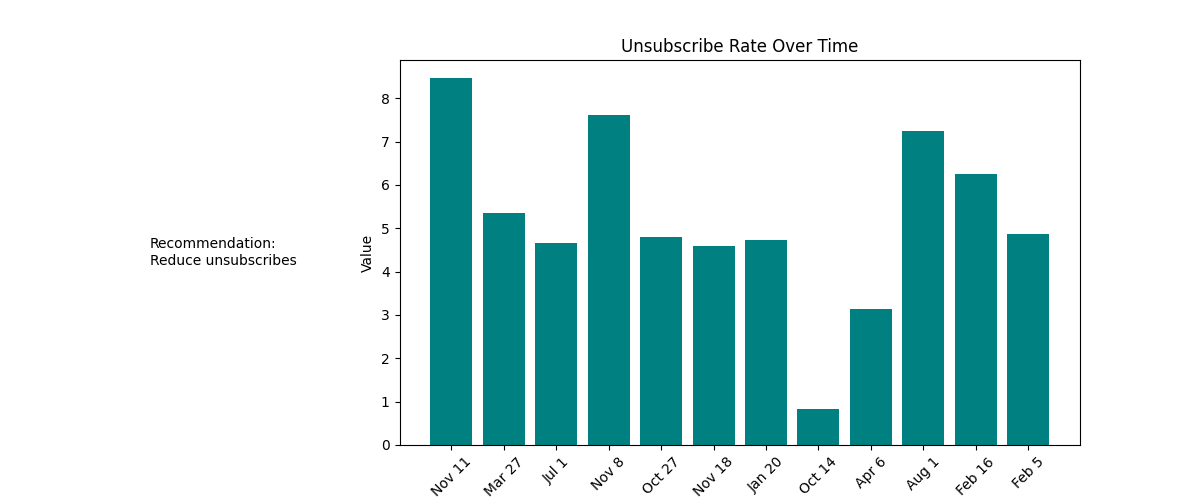 Unsubscribe Rate Over Time
Recommendation:
Reduce unsubscribes
Value
8
7
6
5
4
3
2
1
0
Nov 11 Mar 27 Jul 1 Nov 8 Oct 27 Nov 18 Jan 20 Oct 14 Apr 6 Aug 1 Feb 16 Feb 5